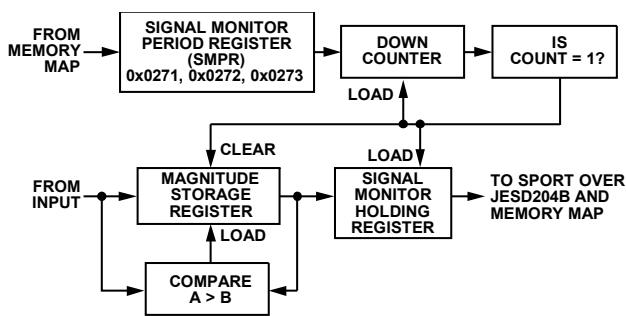 FROM
MEMORY
MAP
SIGNAL MONITOR
PERIOD REGISTER
(SMPR)
0x0271, 0x0272, 0x0273
DOWN
COUNTER
IS
COUNT = 1?
LOAD
CLEAR
LOAD
FROM
INPUT
MAGNITUDE
STORAGE
REGISTER
SIGNAL
MONITOR
HOLDING
REGISTER
TO SPORT OVER
JESD204B AND
MEMORY MAP
LOAD
COMPARE
A > B